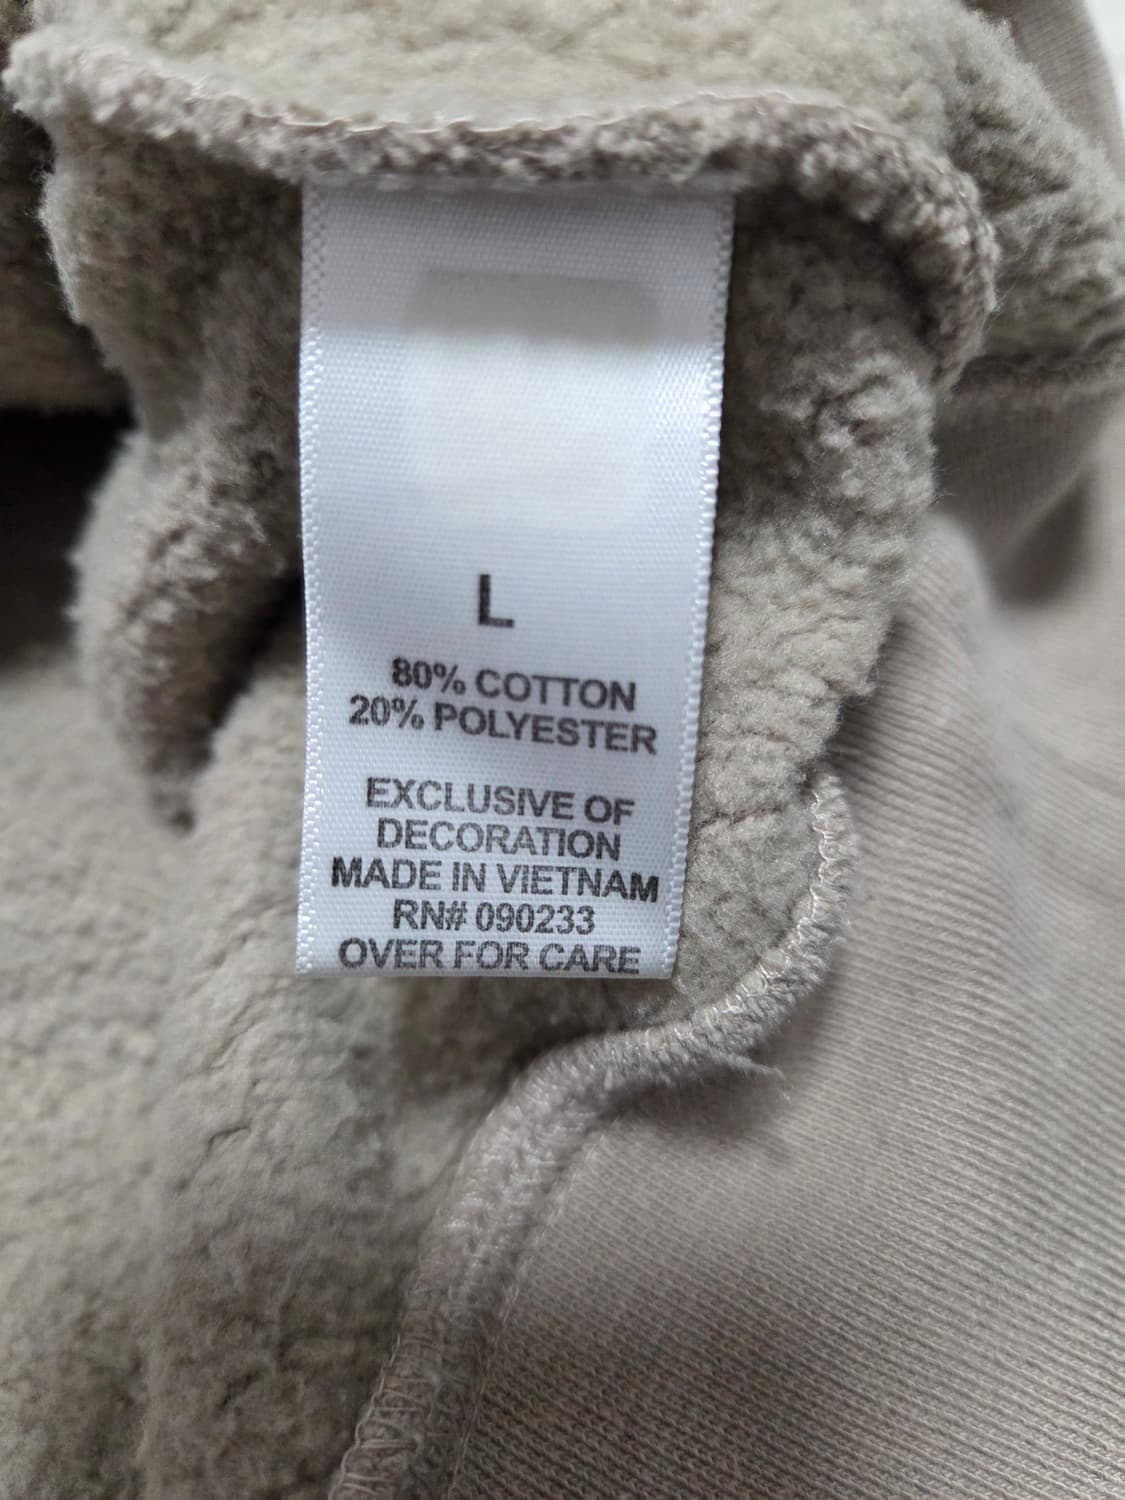 L
80% COTTON
20% POLYESTER
EXCLUSIVE OF
DECORATION
MADE IN VIETNAM
RN# 090233
OVER FOR CARE